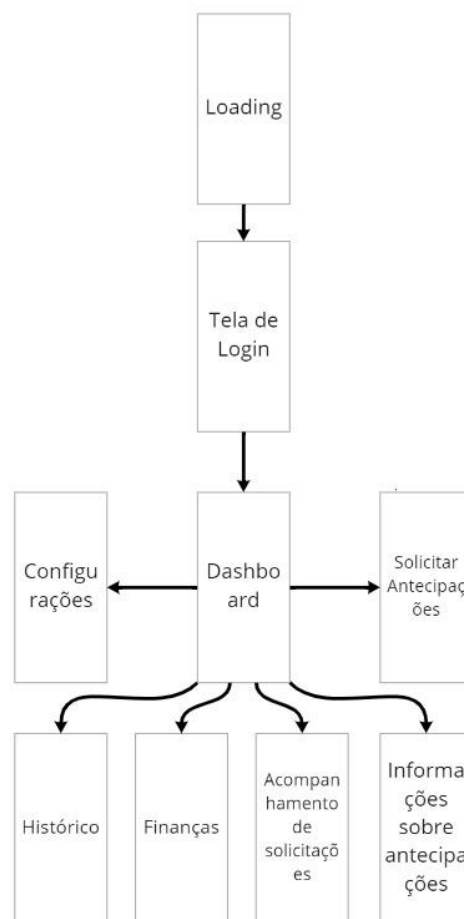 Loading
Tela de
Login
Configu
rações
Dashbo
ard
Solicitar
Antecipaç
ões
Histórico
Finanças
Acompan
hamento
de
solicitaçõ
es
Informa
ções
sobre
antecipa
ções